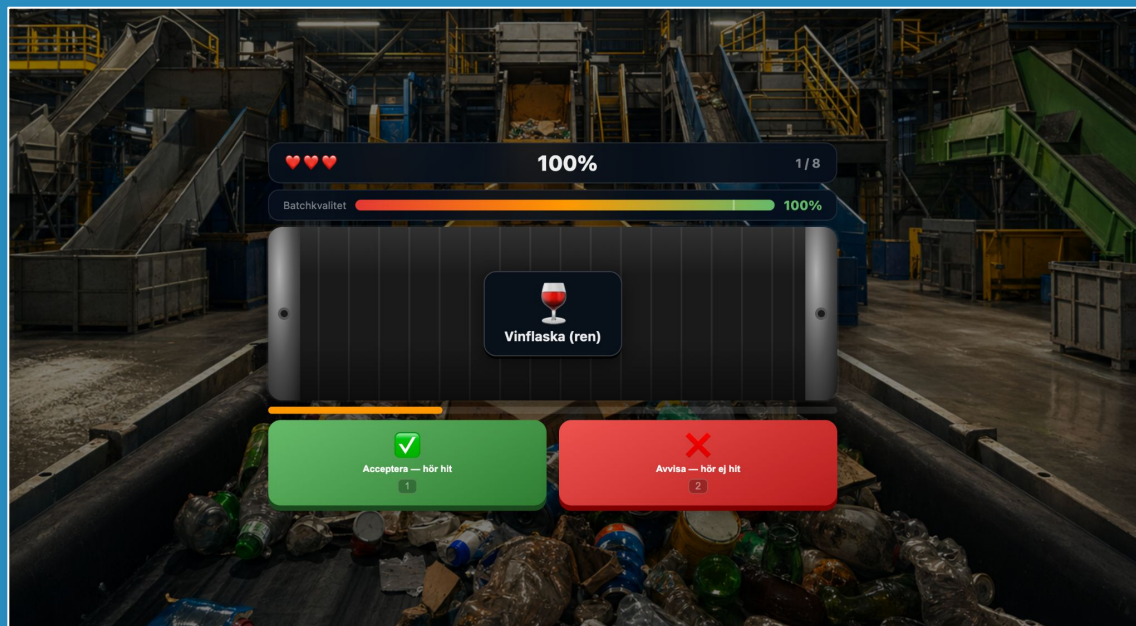 100%
1 / 8
Batchkvalitet
100%
Vinflaska (ren)
Acceptera — hör hit
1
Avvisa — hör ej hit
2